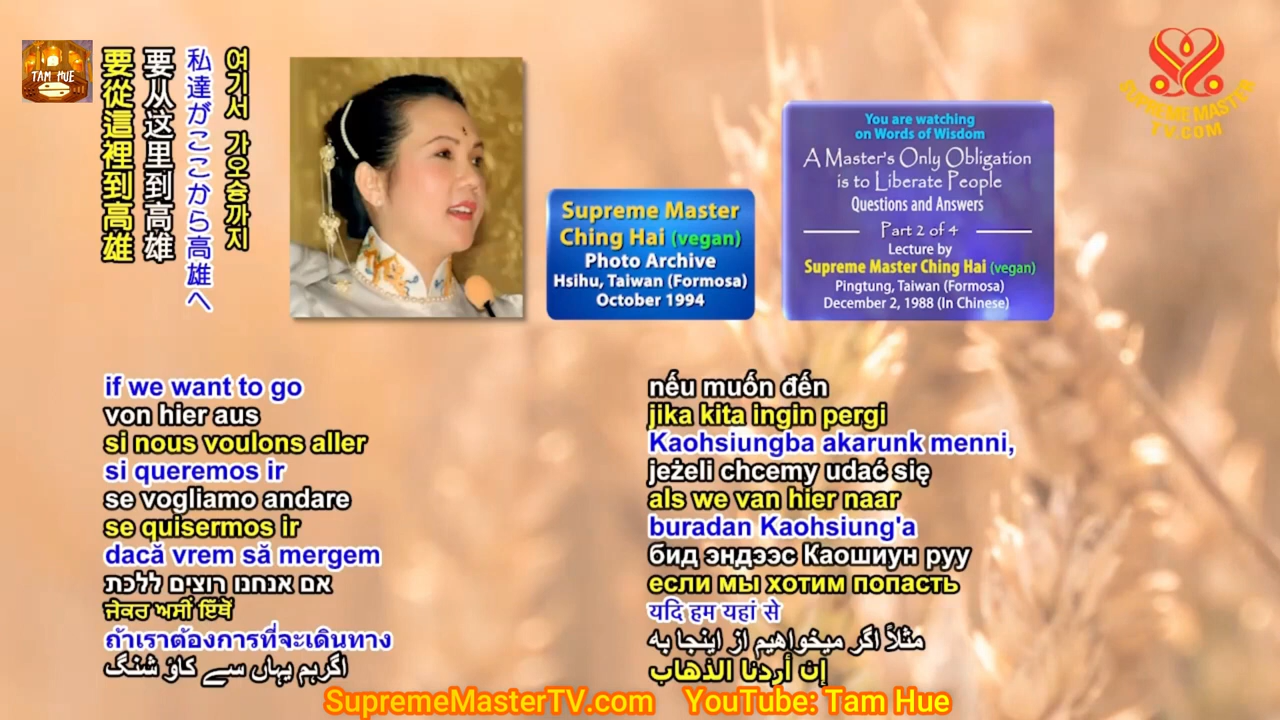 TAM HUE
要從這裡到高雄
要从这里到高雄
私達がここから高雄へ
여기서 가오슝까지
Supreme Master
Ching Hai (vegan)
Photo Archive
Hsihu, Taiwan (Formosa)
October 1994
You are watching
on Words of Wisdom
A Master's Only Obligation
is to Liberate People
Questions and Answers
Part 2 of 4
Lecture by
Supreme Master Ching Hai (vegan)
Pingtung, Taiwan (Formosa)
December 2, 1988 (In Chinese)
SUPREME MASTER
TV.COM
if we want to go
von hier aus
si nous voulons aller
si queremos ir
se vogliamo andare
se quisermos ir
dacă vrem să mergem
אם אנחנו רוצים ללכת
ਜੇਕਰ ਅਸੀਂ ਇੱਥੋਂ
ถ้าเราต้องการที่จะเดินทาง
اگرہم یہاں سے کاؤ شنگ
nếu muốn đến
jika kita ingin pergi
Kaohsiungba akarunk menni,
jeżeli chcemy udać się
als we van hier naar
buradan Kaohsiung'a
бид эндээс Каошиун руу
если мы хотим попасть
यदि हम यहां से
مثلاً اگر میخواهیم از اینجا به
إن أردنا الذهاب
SupremeMasterTV.com YouTube: Tam Hue